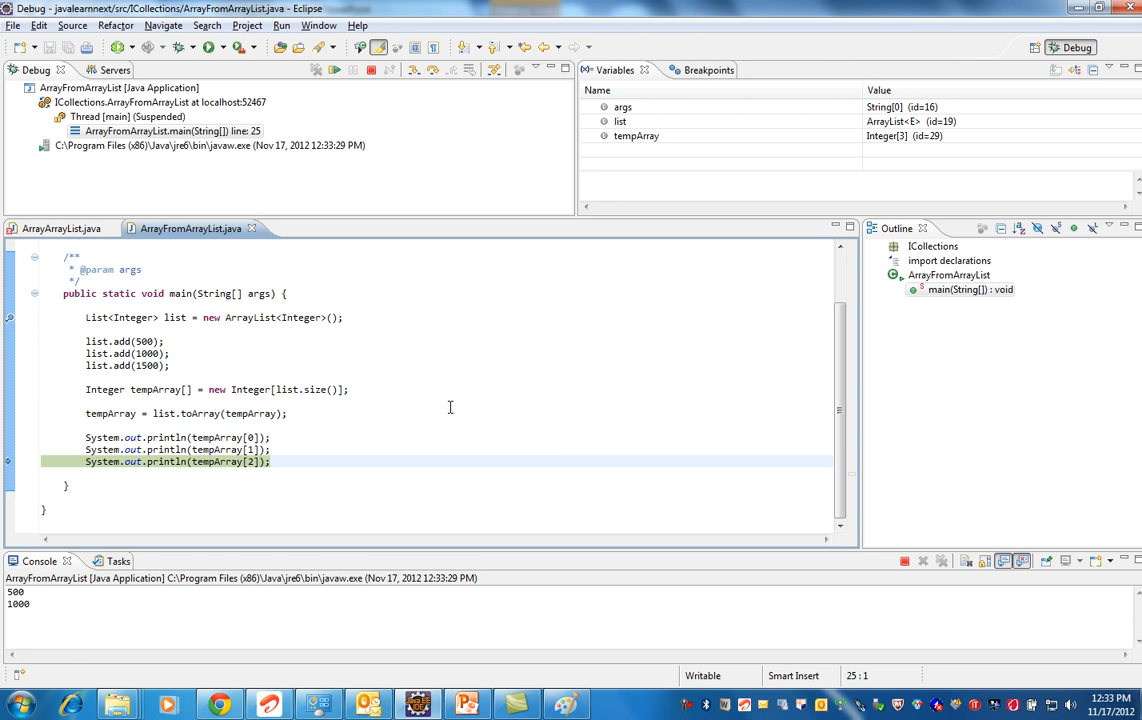 Debug - javalearnnext/src/ICollections/ArrayFromArrayList.java - Eclipse
File Edit Source Refactor Navigate Search Project Run Window Help
Debug
Debug Servers
ArrayFromArrayList [Java Application]
ICollections.ArrayFromArrayList at localhost:52467
Thread [main] (Suspended)
ArrayFromArrayList.main(String[]) line: 25
C:\Program Files (x86)\Java\jre6\bin\javaw.exe (Nov 17, 2012 12:33:29 PM)
Variables Breakpoints
Name Value
args String[0] (id=16)
list ArrayList<E> (id=19)
tempArray Integer[3] (id=29)
ArrayArrayList.java ArrayFromArrayList.java
/**
* @param args
*/
public static void main(String[] args) {
List<Integer> list = new ArrayList<Integer>();
list.add(500);
list.add(1000);
list.add(1500);
Integer tempArray[] = new Integer[list.size()];
tempArray = list.toArray(tempArray);
System.out.println(tempArray[0]);
System.out.println(tempArray[1]);
System.out.println(tempArray[2]);
}
}
Outline
ICollections
import declarations
ArrayFromArrayList
main(String[]) : void
Console Tasks
ArrayFromArrayList [Java Application] C:\Program Files (x86)\Java\jre6\bin\javaw.exe (Nov 17, 2012 12:33:29 PM)
500
1000
Writable Smart Insert 25 : 1
12:33 PM
11/17/2012